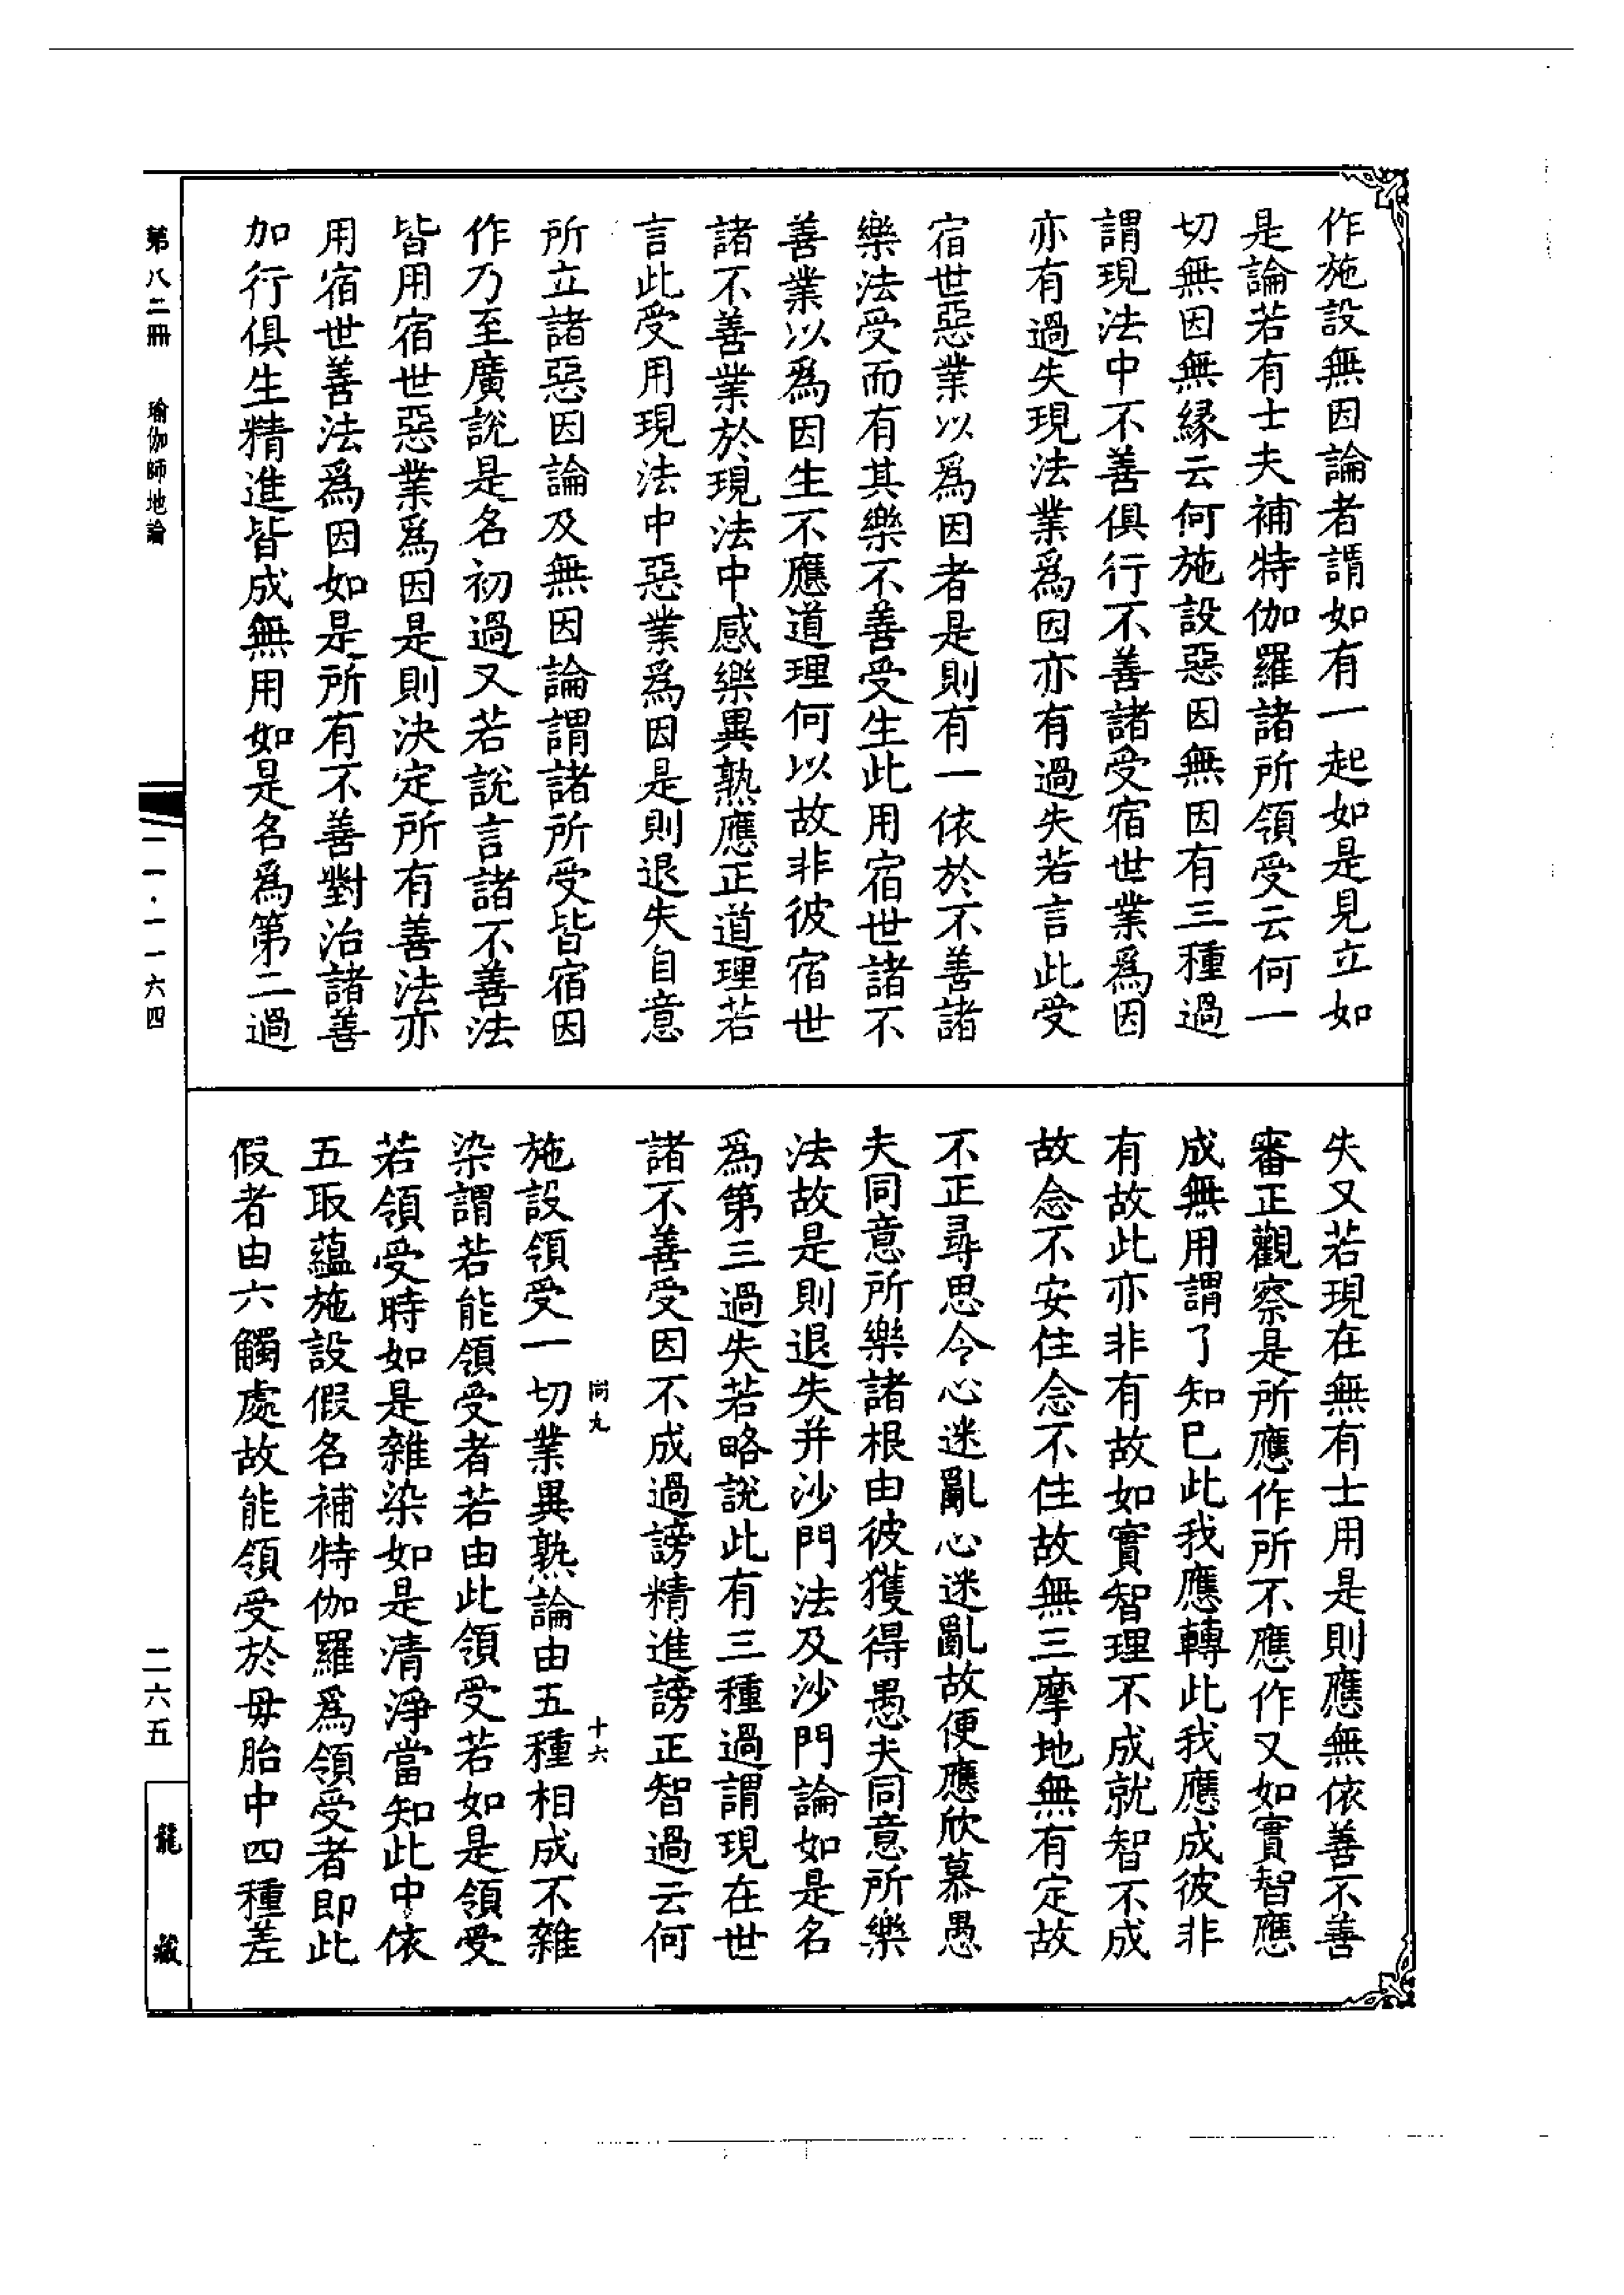 作施設無因論者謂如有一起如是見立如
是論若有士夫補特伽羅諸所領受云何一
切無因無緣云何施設惡因無因有三種過
謂現法中不善俱行不善諸受宿世業爲因
亦有過失現法業爲因亦有過失若言此受
宿世惡業以爲因者是則有一依於不善諸
樂法受而有其樂不善受生此用宿世諸不
善業以爲因生不應道理何以故非彼宿世
諸不善業於現法中感樂異熟應正道理若
言此受用現法中惡業爲因是則退失自意
所立諸惡因論及無因論謂諸所受皆宿因
作乃至廣說是名初過又若說言諸不善法
皆用宿世惡業爲因是則決定所有善法亦
用宿世善法爲因如是所有不善對治諸善
加行俱生精進皆成無用如是名爲第二過
失又若現在無有士用是則應無依善不善
審正觀察是所應作所不應作又如實智應
成無用謂了知已此我應轉此我應成彼非
有故此亦非有故如實智理不成就智不成
故念不安住念不住故無三摩地無有定故
不正尋思令心迷亂心迷亂故便應欣慕愚
夫同意所樂諸根由彼獲得愚夫同意所樂
法故是則退失并沙門法及沙門論如是名
爲第三過失若略說此有三種過謂現在世
諸不善受因不成過謗精進謗正智過云何
尚九 十六
施設領受一切業異熟論由五種相成不雜
染謂若能領受者若由此領受若如是領受
若領受時如是雜染如是清淨當知此中依
五取蘊施設假名補特伽羅爲領受者即此
假者由六觸處故能領受於母胎中四種差
第八二冊 瑜伽師地論
一一·一一六四
二六五
龍藏